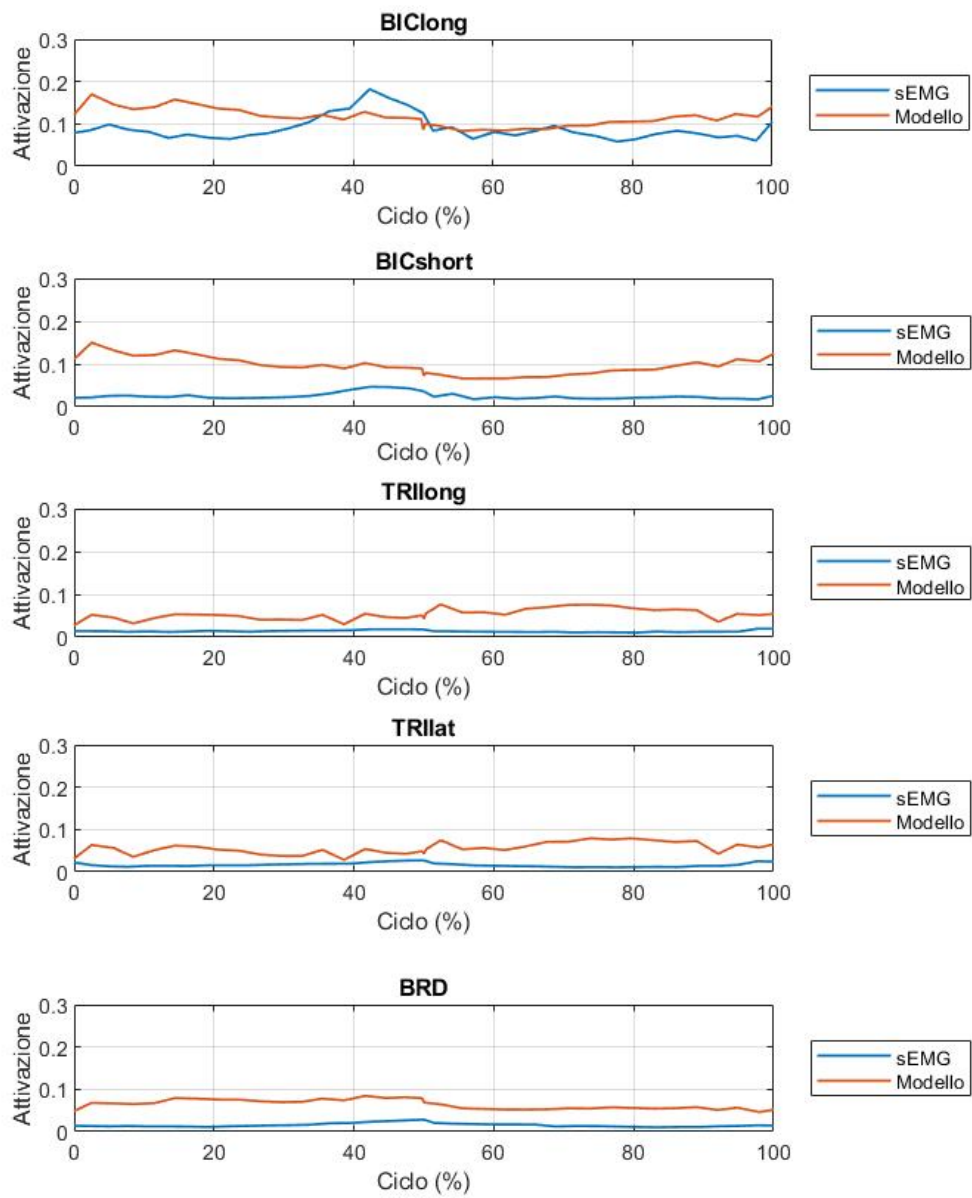 BIClong
Attivazione
0.3
0.2
0.1
0
0 20 40 60 80 100
Ciclo (%)
sEMG
Modello
BICshort
Attivazione
0.3
0.2
0.1
0
0 20 40 60 80 100
Ciclo (%)
sEMG
Modello
TRIlong
Attivazione
0.3
0.2
0.1
0
0 20 40 60 80 100
Ciclo (%)
sEMG
Modello
TRIlat
Attivazione
0.3
0.2
0.1
0
0 20 40 60 80 100
Ciclo (%)
sEMG
Modello
BRD
Attivazione
0.3
0.2
0.1
0
0 20 40 60 80 100
Ciclo (%)
sEMG
Modello